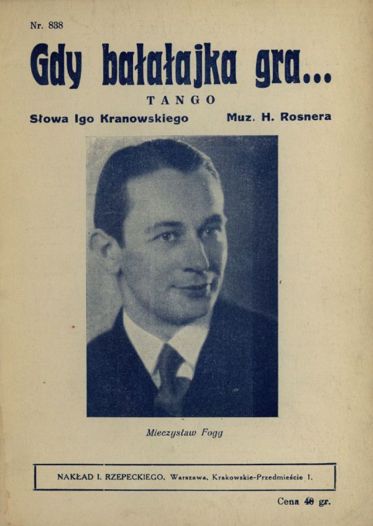 Nr. 838
Gdy bałałajka gra...
TANGO
Słowa Igo Kranowskiego Muz. H. Rosnera
Mieczysław Fogg
NAKŁAD I. RZEPECKIEGO, Warszawa, Krakowskie-Przedmieście 1.
Cena 40 gr.